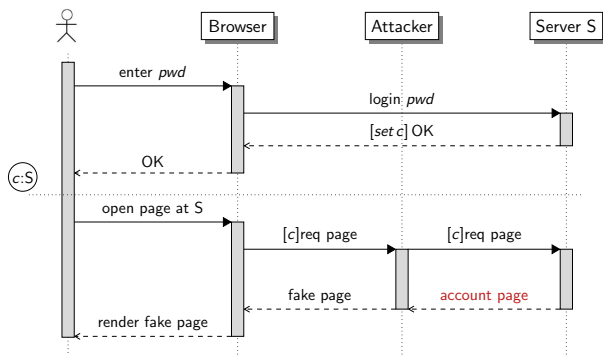 Browser Attacker Server S
enter pwd
login pwd
[set c] OK
OK
c:S
open page at S
[c]req page [c]req page
fake page account page
render fake page